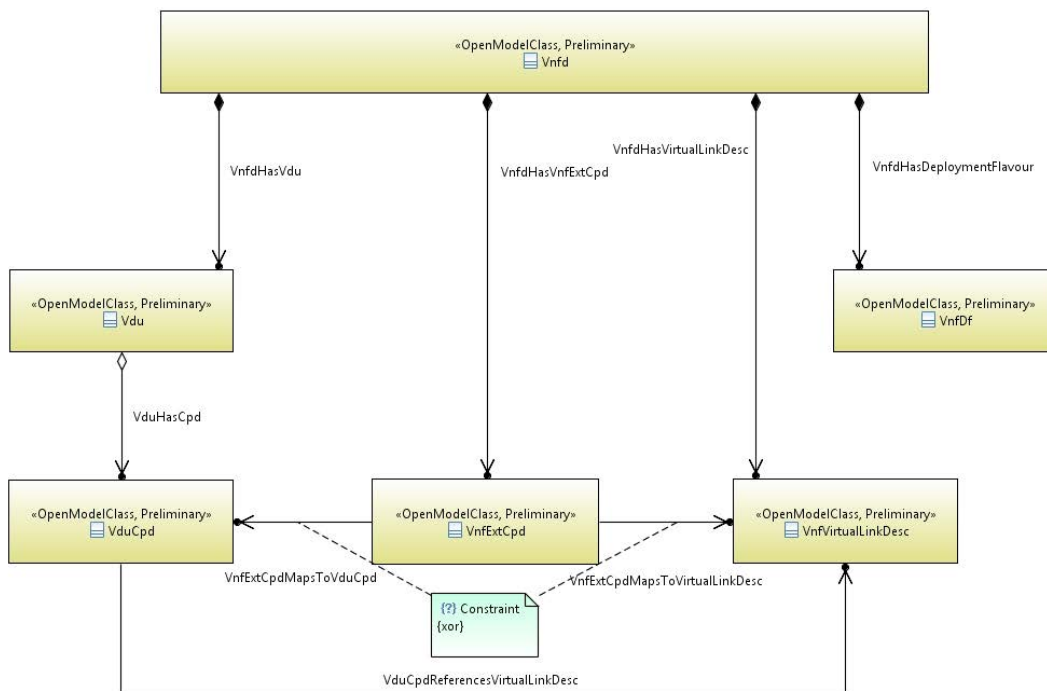 «OpenModelClass, Preliminary»
Vnfd
VnfdHasVdu
VnfdHasVnfExtCpd
VnfdHasVirtualLinkDesc
VnfdHasDeploymentFlavour
«OpenModelClass, Preliminary»
Vdu
«OpenModelClass, Preliminary»
VnfDf
VduHasCpd
«OpenModelClass, Preliminary»
VduCpd
«OpenModelClass, Preliminary»
VnfExtCpd
«OpenModelClass, Preliminary»
VnfVirtualLinkDesc
VnfExtCpdMapsToVduCpd
VnfExtCpdMapsToVirtualLinkDesc
{?} Constraint
{xor}
VduCpdReferencesVirtualLinkDesc